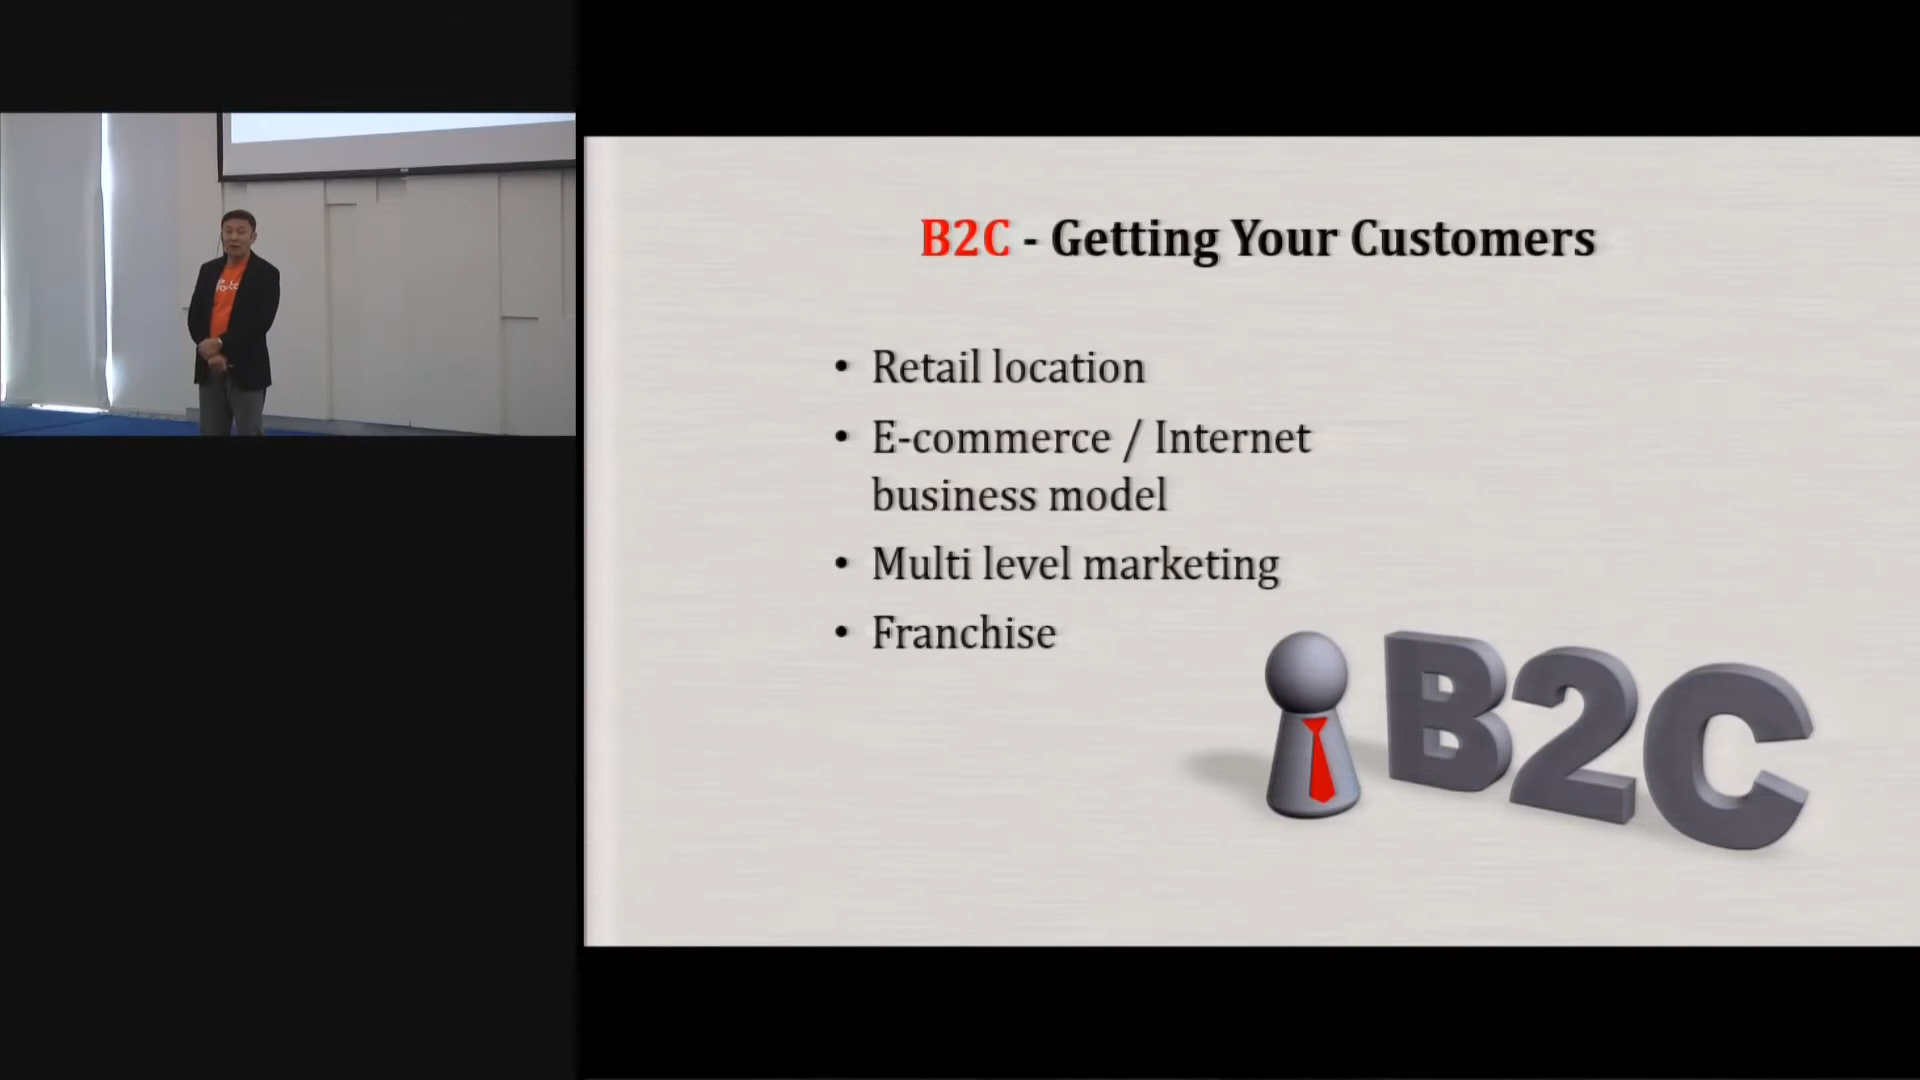 B2C - Getting Your Customers
• Retail location
• E-commerce / Internet
business model
• Multi level marketing
• Franchise
B2C